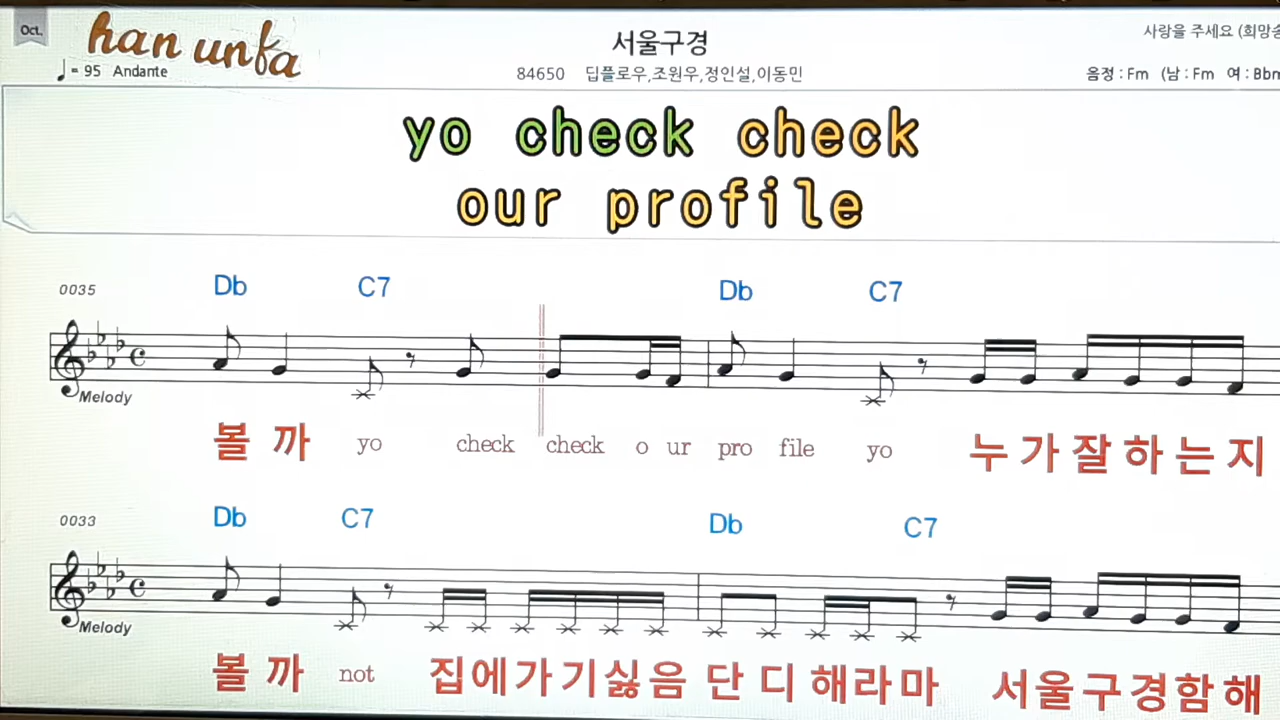 Oct.
han unfa
서울구경
사랑을 주세요 (희망송
= 95 Andante
84650 딥플로우,조원우,정인설,이동민
음정 : Fm (남 : Fm 여 : Bbm
yo check check
our profile
0035
Db C7 Db C7
Melody
볼 까 yo check check o ur pro file yo 누 가 잘 하 는 지
0033
Db C7 Db C7
Melody
볼 까 not 집 에 가 기 싫 음 단 디 해 라 마 서 울 구 경 함 해